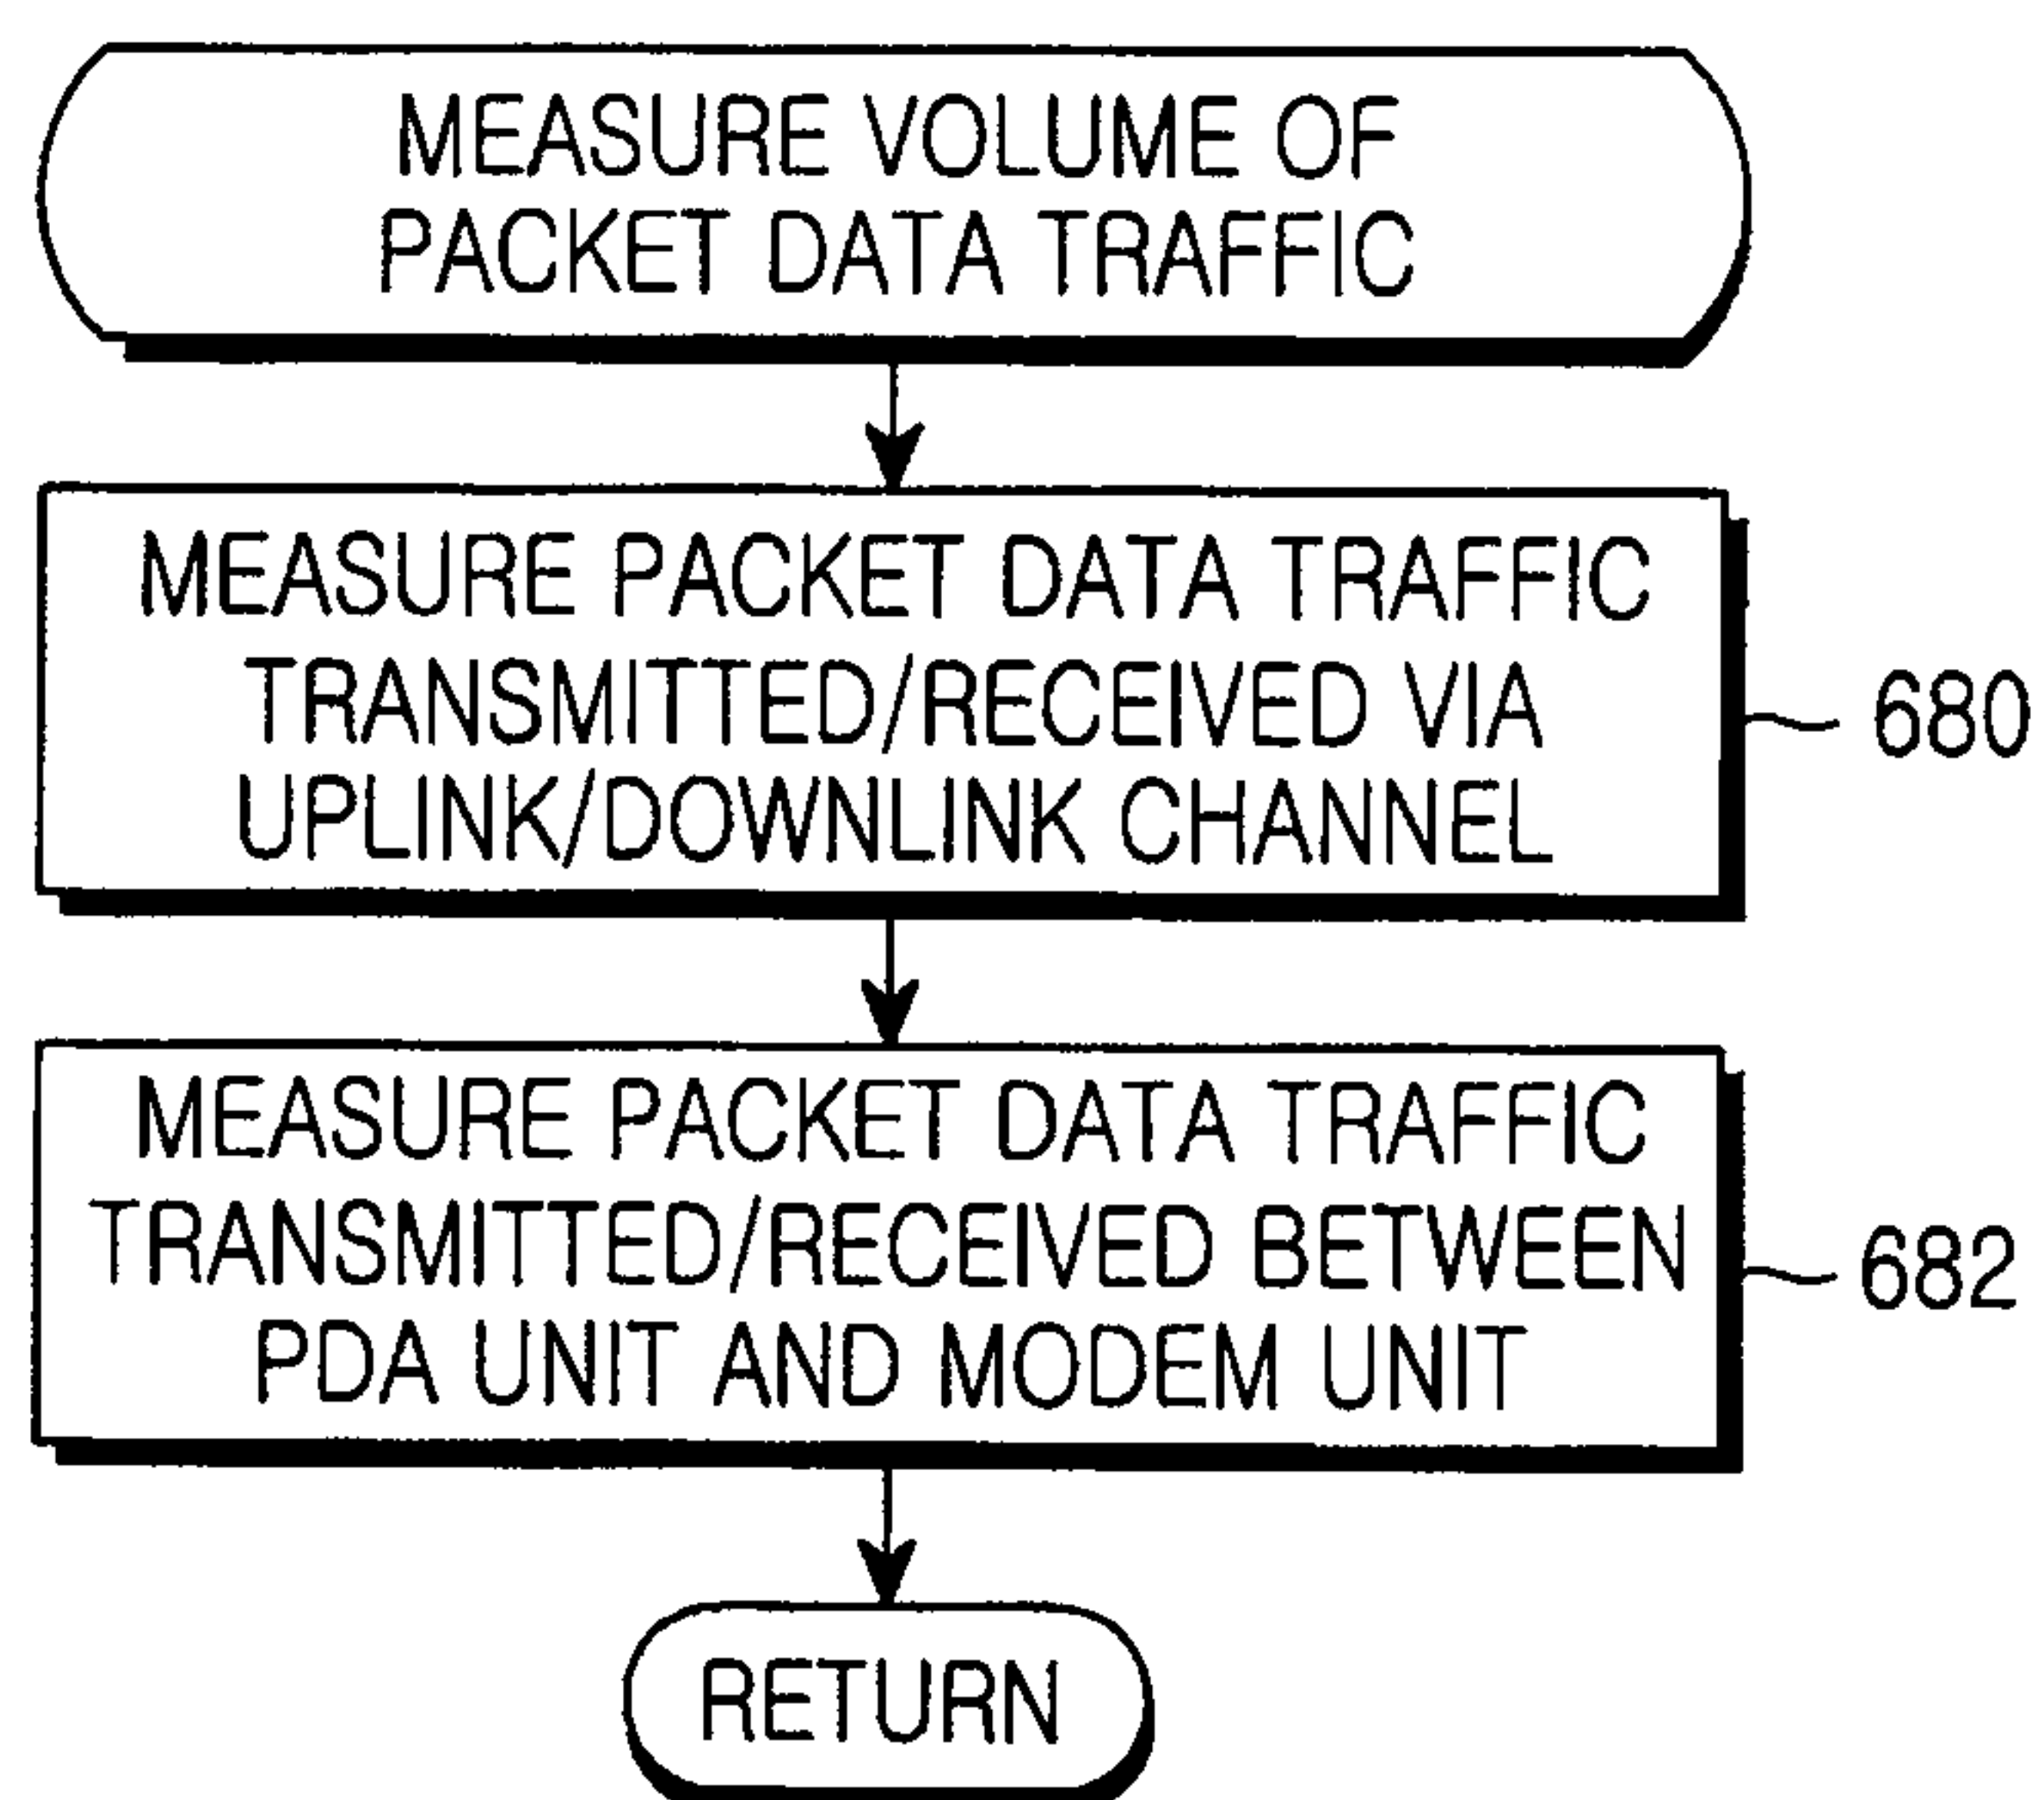 MEASURE VOLUME OF
PACKET DATA TRAFFIC
MEASURE PACKET DATA TRAFFIC
TRANSMITTED/RECEIVED VIA
UPLINK/DOWNLINK CHANNEL
680
MEASURE PACKET DATA TRAFFIC
TRANSMITTED/RECEIVED BETWEEN
PDA UNIT AND MODEM UNIT
682
RETURN